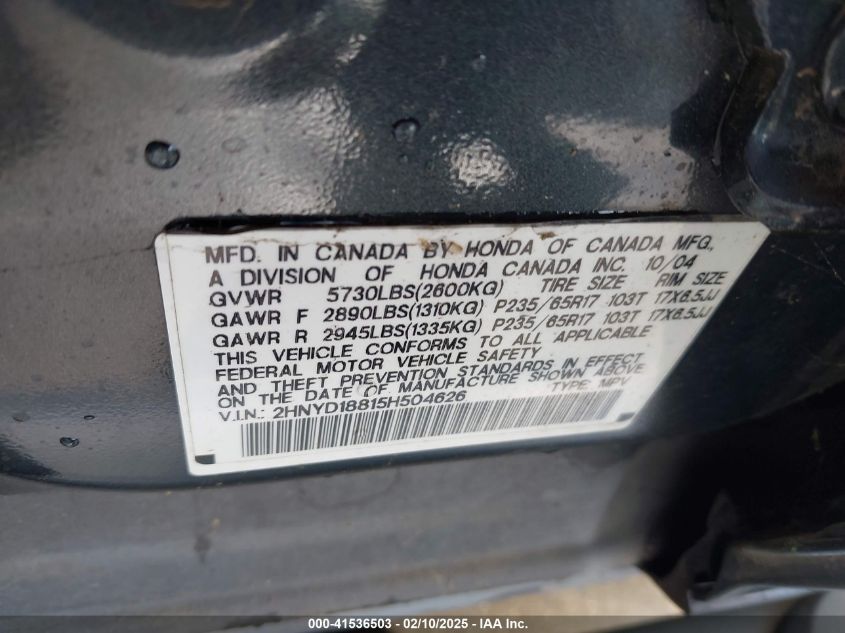 MFD. IN CANADA BY HONDA OF CANADA MFG.,
A DIVISION OF HONDA CANADA INC. 10/04
GVWR 5730LBS(2600KG) TIRE SIZE RIM SIZE
GAWR F 2890LBS(1310KG) P235/65R17 103T 17X6.5JJ
GAWR R 2945LBS(1335KG) P235/65R17 103T 17X6.5JJ
THIS VEHICLE CONFORMS TO ALL APPLICABLE
FEDERAL MOTOR VEHICLE SAFETY
AND THEFT PREVENTION STANDARDS IN EFFECT
ON THE DATE OF MANUFACTURE SHOWN ABOVE
V.I.N.: 2HNYD18815H504626 TYPE: MPV
000-41536503 - 02/10/2025 - IAA Inc.